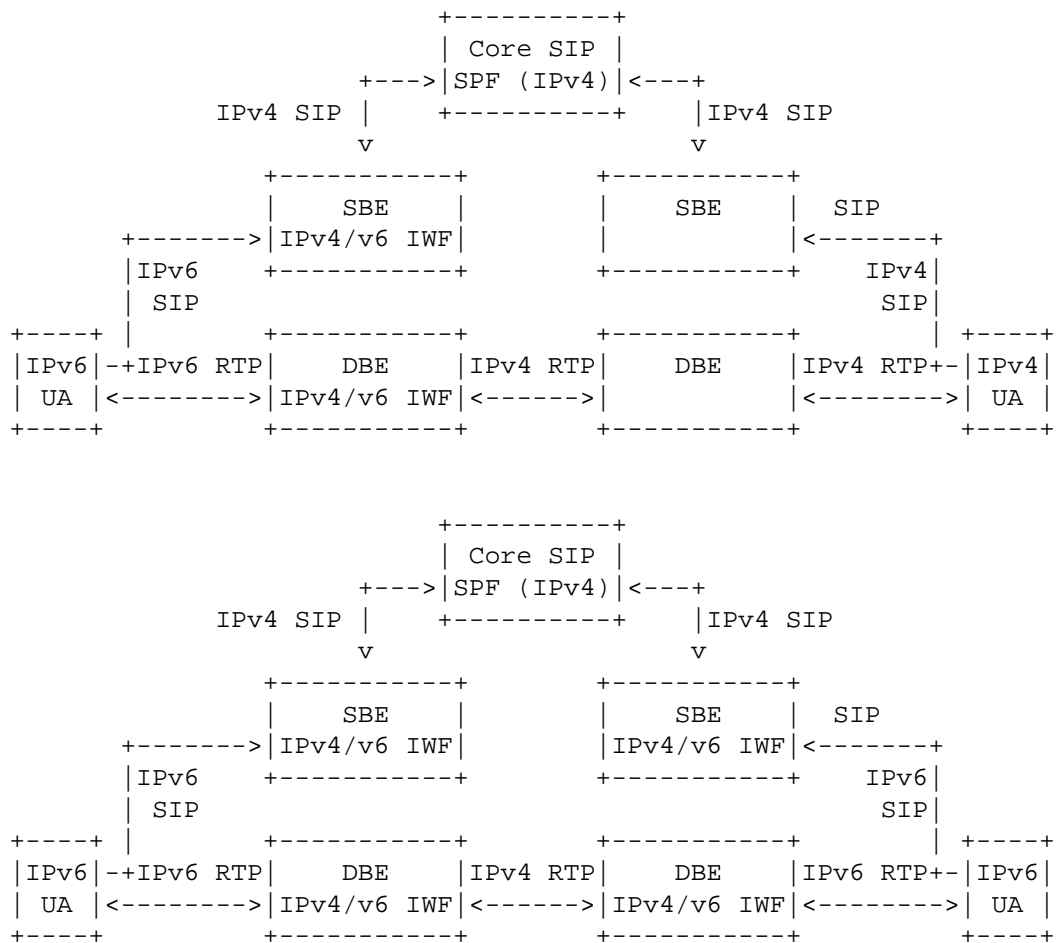 Core SIP
SPF (IPv4)
IPv4 SIP IPv4 SIP
SBE SBE SIP
IPv4/v6 IWF
IPv6 IPv4
SIP SIP
IPv6 IPv6 RTP DBE IPv4 RTP DBE IPv4 RTP IPv4
UA IPv4/v6 IWF UA
Core SIP
SPF (IPv4)
IPv4 SIP IPv4 SIP
SBE SBE SIP
IPv4/v6 IWF IPv4/v6 IWF
IPv6 IPv6
SIP SIP
IPv6 IPv6 RTP DBE IPv4 RTP DBE IPv6 RTP IPv6
UA IPv4/v6 IWF IPv4/v6 IWF UA